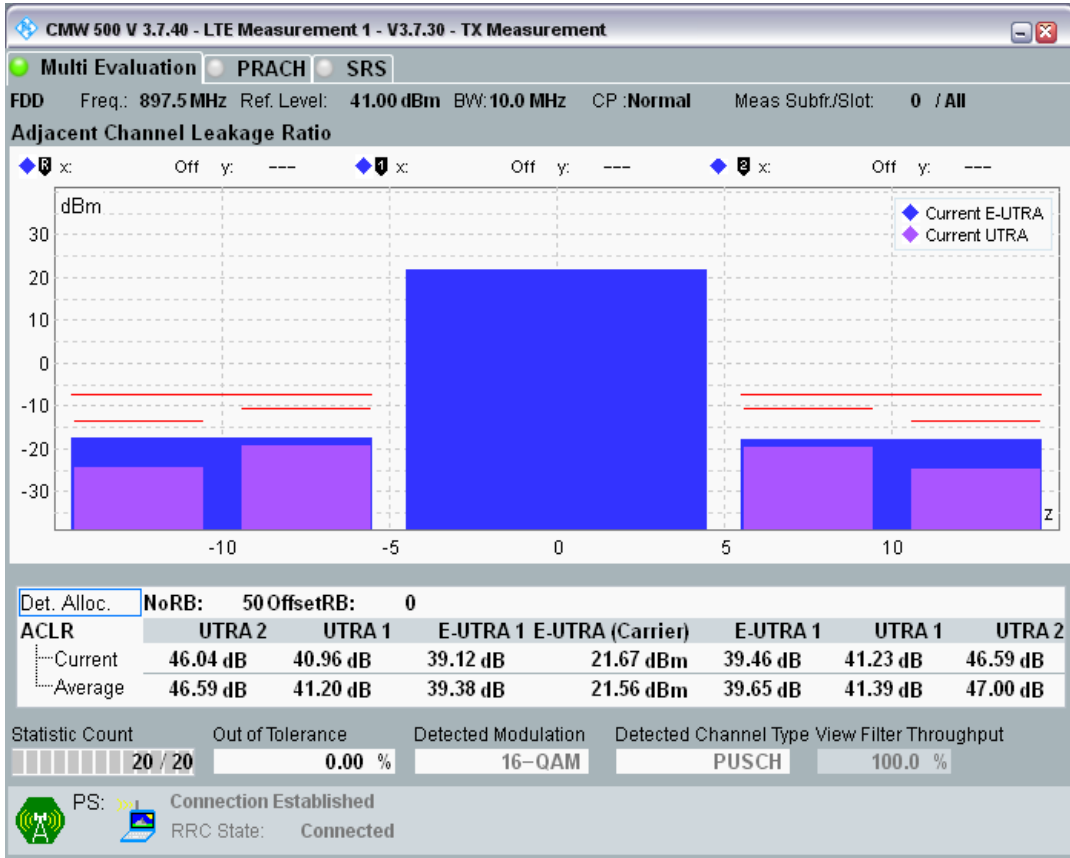 CMW 500 V 3.7.40 - LTE Measurement 1 - V3.7.30 - TX Measurement
Multi Evaluation PRACH SRS
FDD Freq.: 897.5 MHz Ref. Level: 41.00 dBm BW: 10.0 MHz CP :Normal Meas Subfr./Slot: 0 / All
Adjacent Channel Leakage Ratio
R x: Off y: --- 1 x: Off y: --- 2 x: Off y: ---
dBm
Current E-UTRA
Current UTRA
30
20
10
0
-10
-20
-30
z
-10 -5 0 5 10
Det. Alloc. NoRB: 50 OffsetRB: 0
ACLR UTRA 2 UTRA 1 E-UTRA 1 E-UTRA (Carrier) E-UTRA 1 UTRA 1 UTRA 2
Current 46.04 dB 40.96 dB 39.12 dB 21.67 dBm 39.46 dB 41.23 dB 46.59 dB
Average 46.59 dB 41.20 dB 39.38 dB 21.56 dBm 39.65 dB 41.39 dB 47.00 dB
Statistic Count Out of Tolerance Detected Modulation Detected Channel Type View Filter Throughput
20 / 20 0.00 % 16-QAM PUSCH 100.0 %
PS: Connection Established
RRC State: Connected